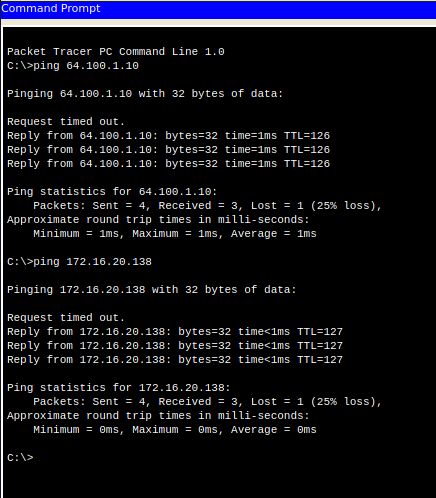 Command Prompt
Packet Tracer PC Command Line 1.0
C:\>ping 64.100.1.10
Pinging 64.100.1.10 with 32 bytes of data:
Request timed out.
Reply from 64.100.1.10: bytes=32 time=1ms TTL=126
Reply from 64.100.1.10: bytes=32 time=1ms TTL=126
Reply from 64.100.1.10: bytes=32 time=1ms TTL=126
Ping statistics for 64.100.1.10:
    Packets: Sent = 4, Received = 3, Lost = 1 (25% loss),
Approximate round trip times in milli-seconds:
    Minimum = 1ms, Maximum = 1ms, Average = 1ms
C:\>ping 172.16.20.138
Pinging 172.16.20.138 with 32 bytes of data:
Request timed out.
Reply from 172.16.20.138: bytes=32 time<1ms TTL=127
Reply from 172.16.20.138: bytes=32 time<1ms TTL=127
Reply from 172.16.20.138: bytes=32 time<1ms TTL=127
Ping statistics for 172.16.20.138:
    Packets: Sent = 4, Received = 3, Lost = 1 (25% loss),
Approximate round trip times in milli-seconds:
    Minimum = 0ms, Maximum = 0ms, Average = 0ms
C:\>